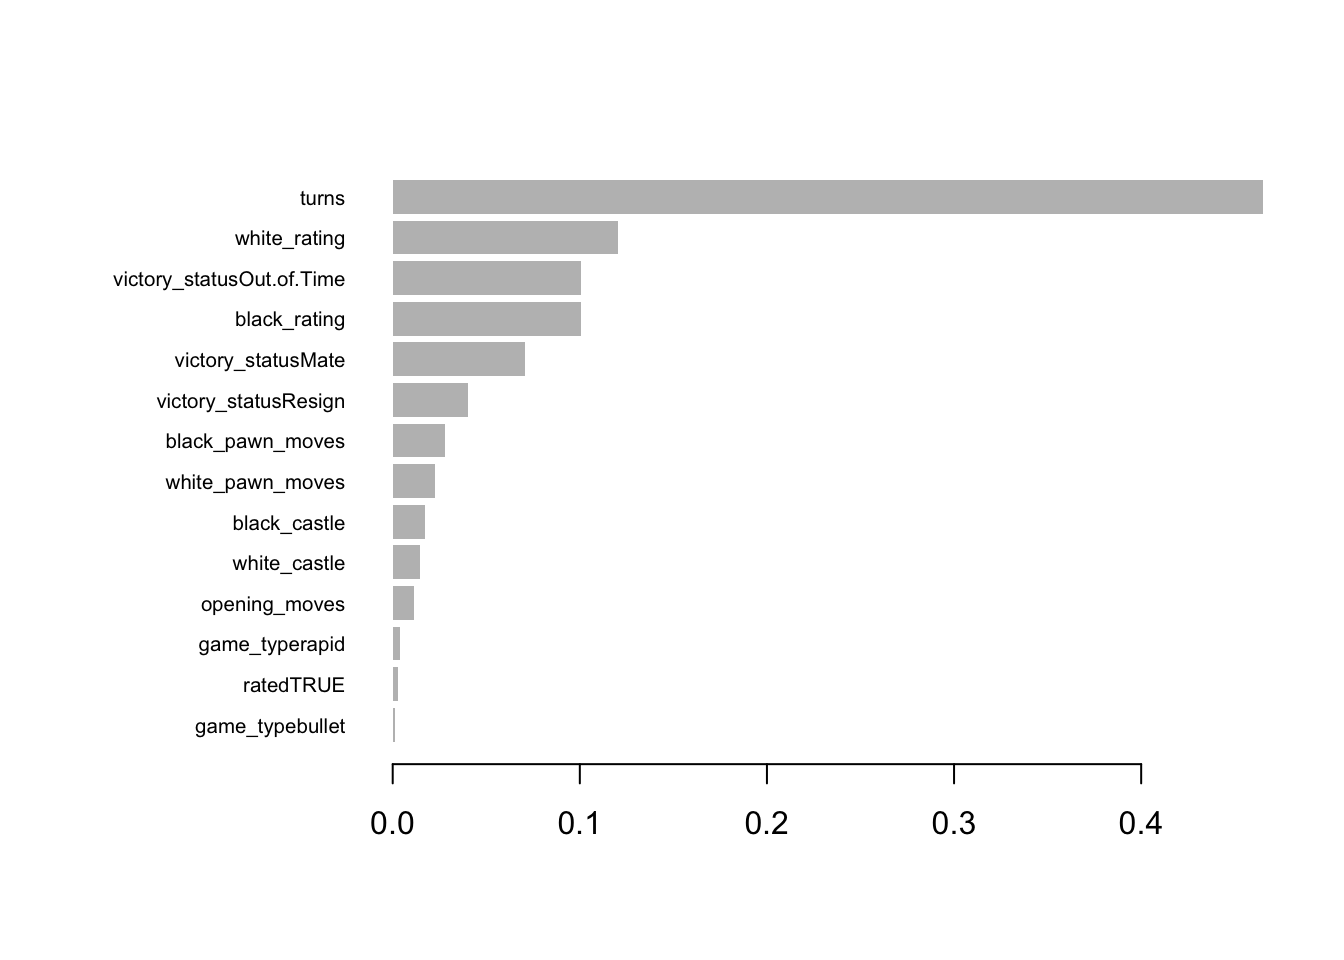 turns
white_rating
victory_statusOut.of.Time
black_rating
victory_statusMate
victory_statusResign
black_pawn_moves
white_pawn_moves
black_castle
white_castle
opening_moves
game_typerapid
ratedTRUE
game_typebullet
0.0 0.1 0.2 0.3 0.4